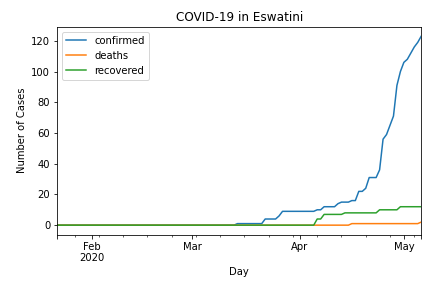 COVID-19 in Eswatini
confirmed
deaths
recovered
Number of Cases
120
100
80
60
40
20
0
Feb
2020
Mar
Apr
May
Day